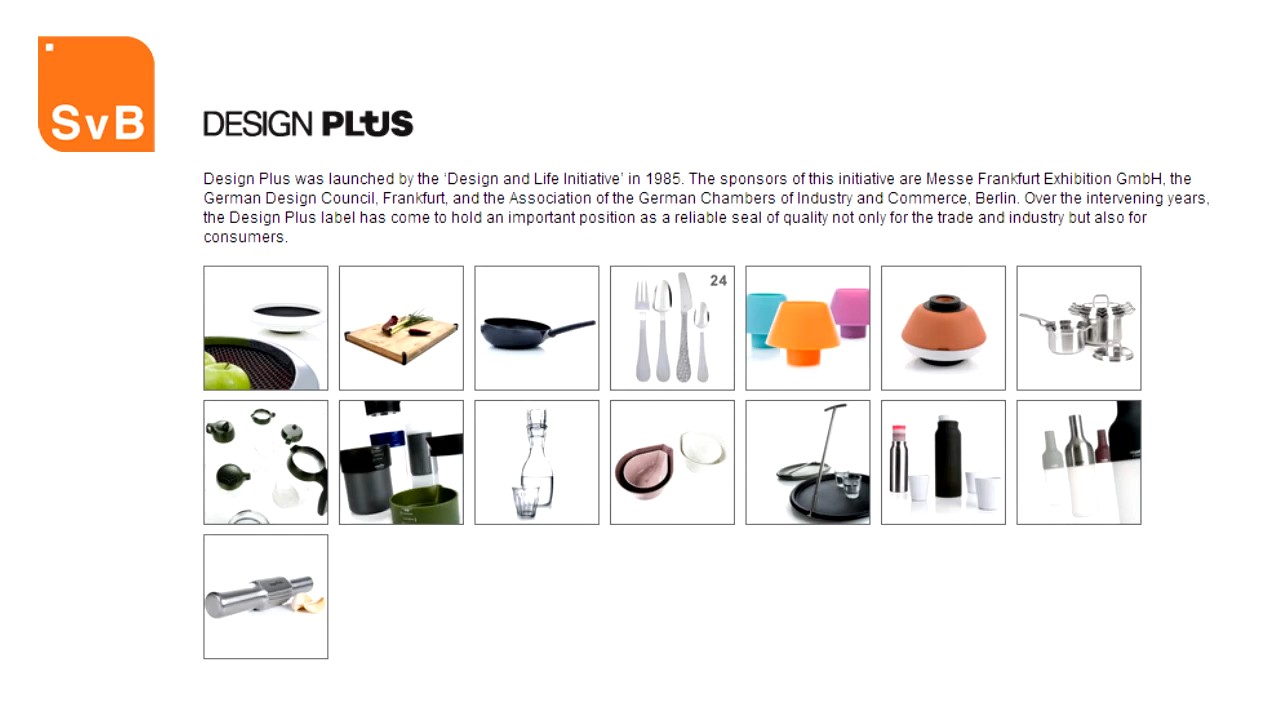 SvB
DESIGN PLUS
Design Plus was launched by the ‘Design and Life Initiative’ in 1985. The sponsors of this initiative are Messe Frankfurt Exhibition GmbH, the
German Design Council, Frankfurt, and the Association of the German Chambers of Industry and Commerce, Berlin. Over the intervening years,
the Design Plus label has come to hold an important position as a reliable seal of quality not only for the trade and industry but also for
consumers.
24